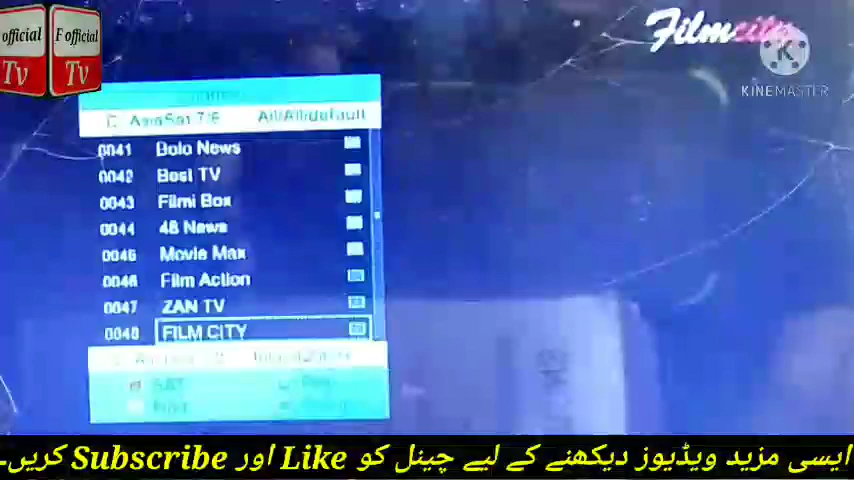 official
Tv
F official
Tv
Filmcity
KINEMASTER
C AsiaSat 7/6 All/All/default
0041 Bolo News
0042 Best TV
0043 Filmi Box
0044 48 News
0045 Movie Max
0046 Film Action
0047 ZAN TV
0048 FILM CITY
ایسی مزید ویڈیوز دیکھنے کے لیے چینل کو Like اور Subscribe کریں۔